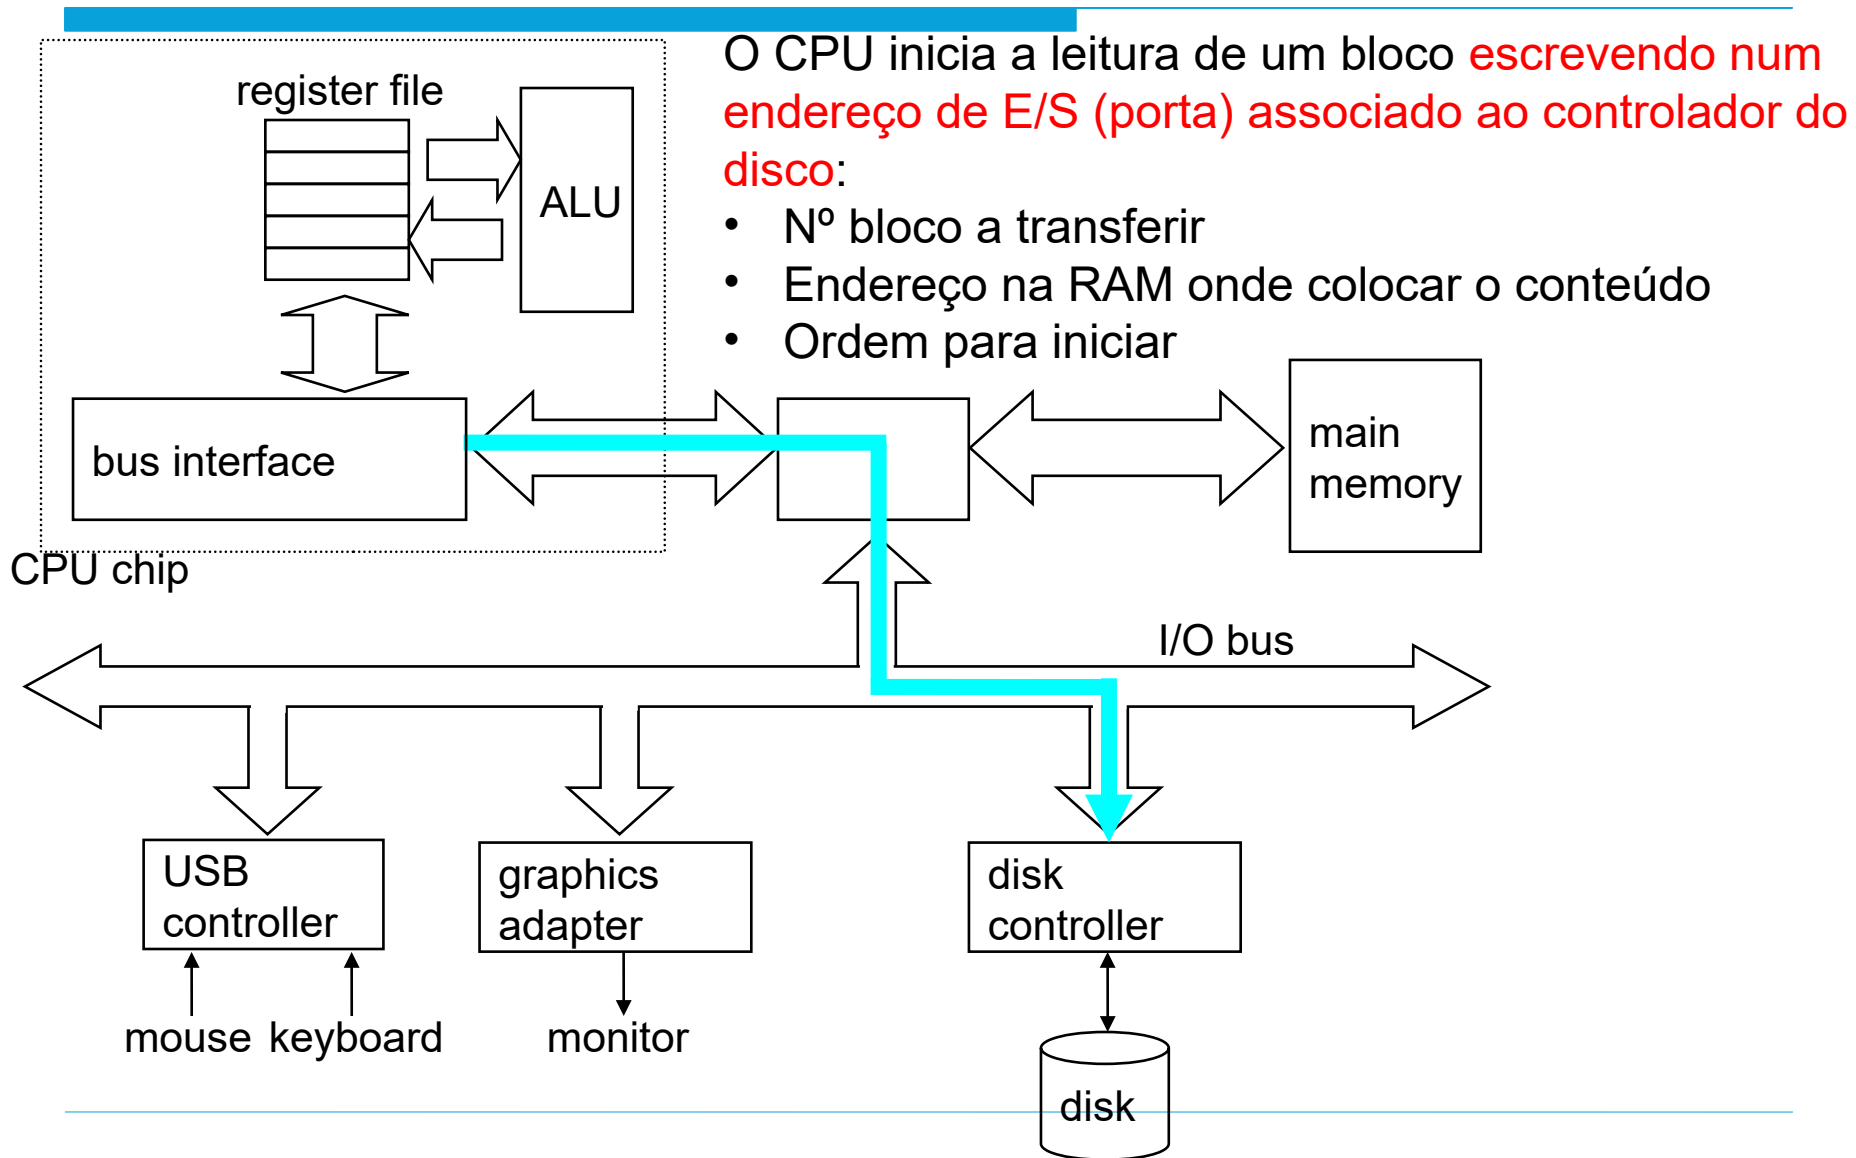 O CPU inicia a leitura de um bloco escrevendo num
endereço de E/S (porta) associado ao controlador do
disco:
• Nº bloco a transferir
• Endereço na RAM onde colocar o conteúdo
• Ordem para iniciar
register file
ALU
bus interface
main
memory
CPU chip
I/O bus
USB
controller
graphics
adapter
disk
controller
mouse
keyboard
monitor
disk